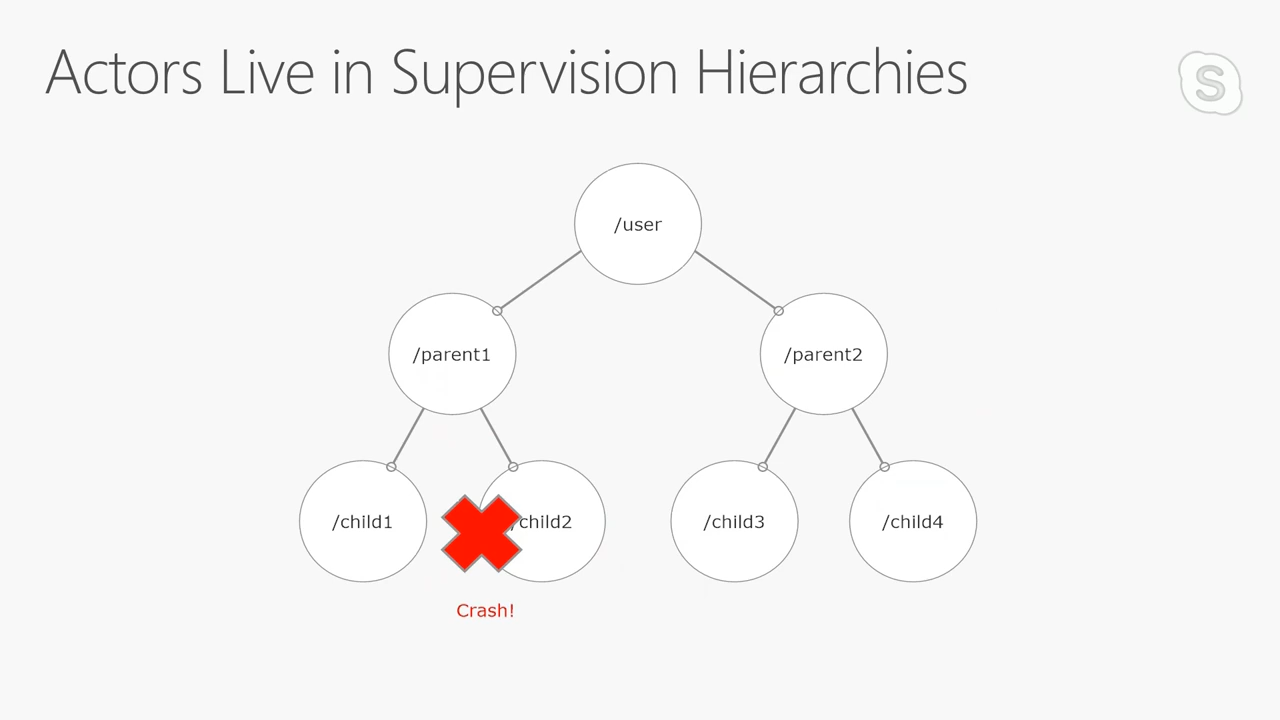 Actors Live in Supervision Hierarchies
S
/user
/parent1
/parent2
/child1
/child2
/child3
/child4
Crash!